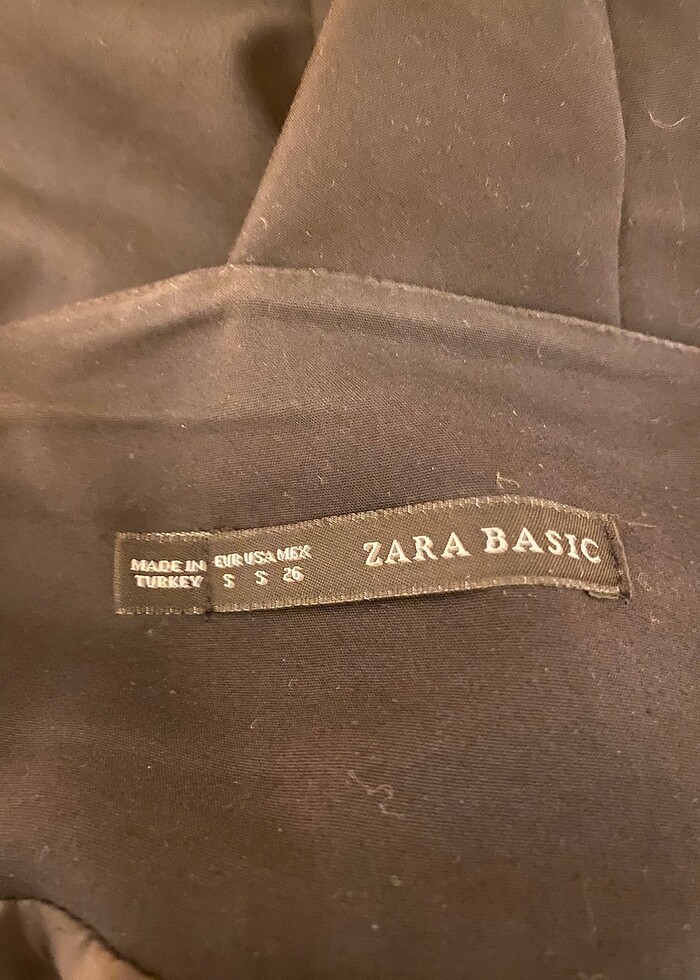 MADE IN
TURKEY
EUR USA MEX
S S 26
ZARA BASIC